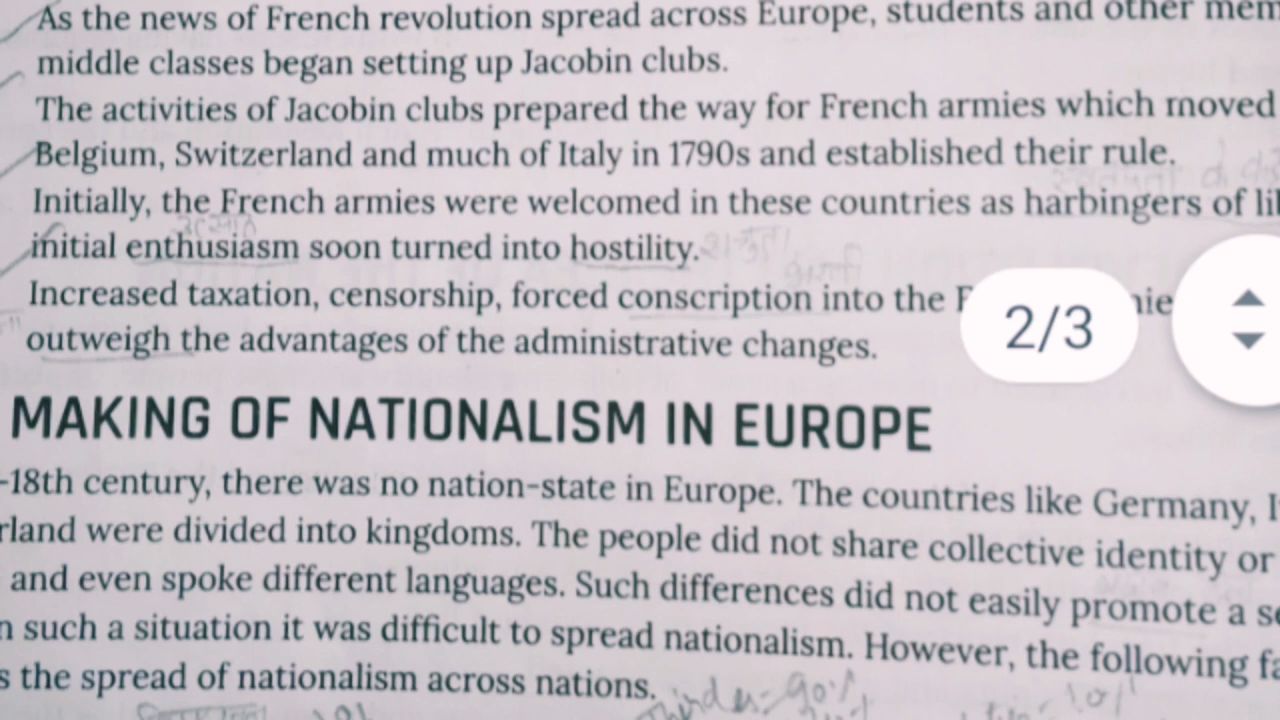 As the news of French revolution spread across Europe, students and other mem
middle classes began setting up Jacobin clubs.
The activities of Jacobin clubs prepared the way for French armies which moved
Belgium, Switzerland and much of Italy in 1790s and established their rule.
Initially, the French armies were welcomed in these countries as harbingers of li
initial enthusiasm soon turned into hostility.
Increased taxation, censorship, forced conscription into the F
outweigh the advantages of the administrative changes.
2/3
MAKING OF NATIONALISM IN EUROPE
-18th century, there was no nation-state in Europe. The countries like Germany, I
rland were divided into kingdoms. The people did not share collective identity or
and even spoke different languages. Such differences did not easily promote a s
n such a situation it was difficult to spread nationalism. However, the following fa
s the spread of nationalism across nations.